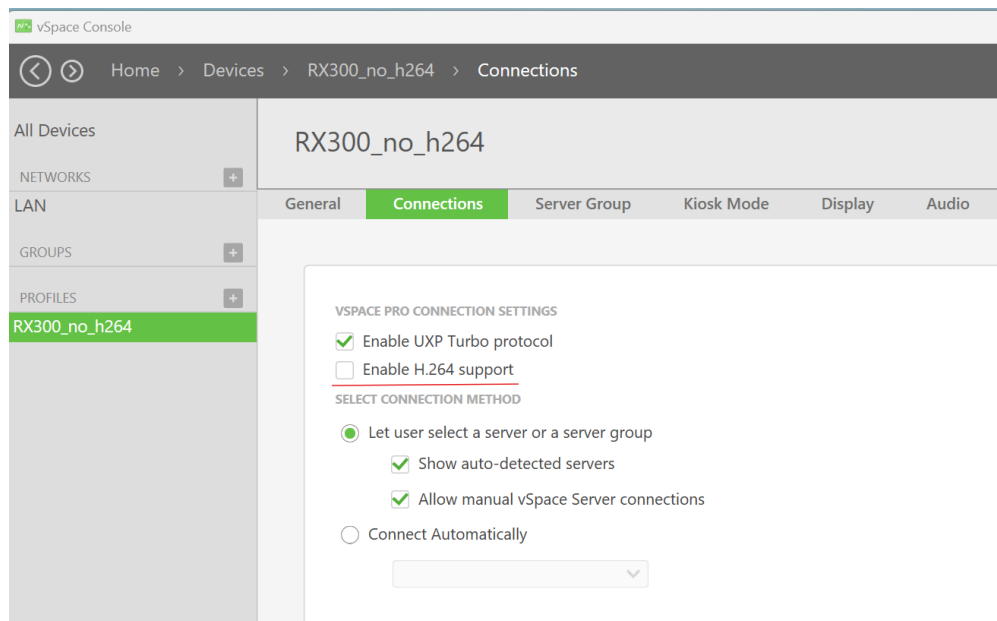 vSpace Console
Home > Devices > RX300_no_h264 > Connections
All Devices
NETWORKS
LAN
GROUPS
PROFILES
RX300_no_h264
RX300_no_h264
General Connections Server Group Kiosk Mode Display Audio
VSPACE PRO CONNECTION SETTINGS
Enable UXP Turbo protocol
Enable H.264 support
SELECT CONNECTION METHOD
Let user select a server or a server group
Show auto-detected servers
Allow manual vSpace Server connections
Connect Automatically